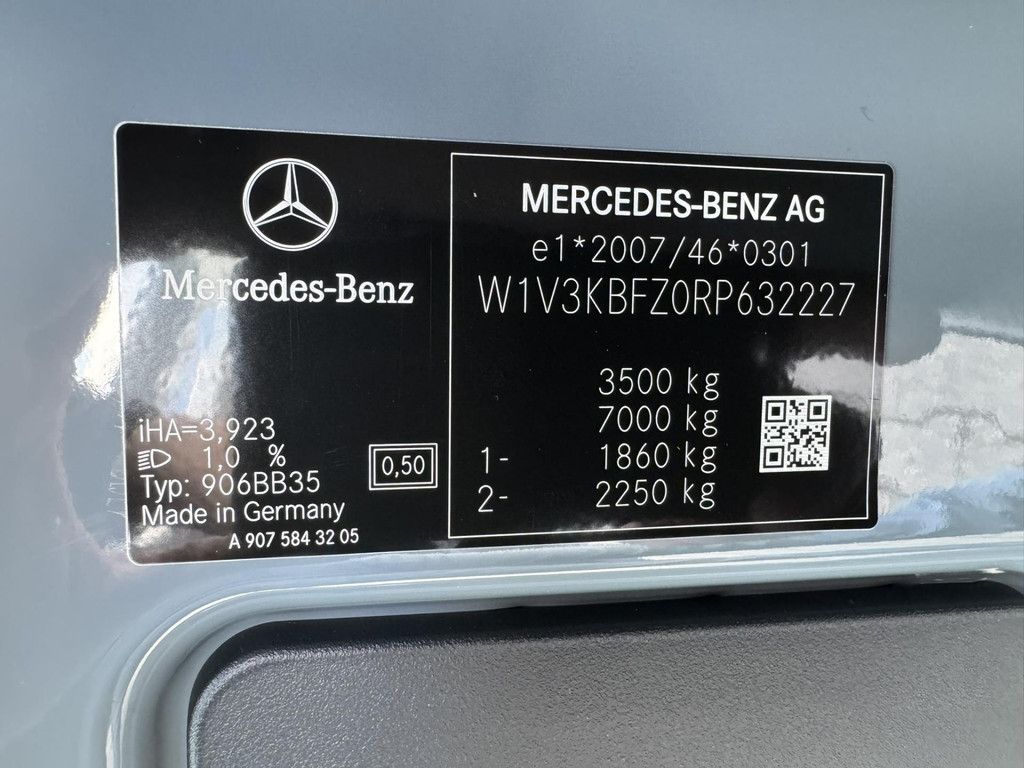 Mercedes-Benz
iHA=3,923
1,0 %
Typ: 906BB35
Made in Germany
A 907 584 32 05
0,50
MERCEDES-BENZ AG
e1*2007/46*0301
W1V3KBFZ0RP632227
3500 kg
7000 kg
1- 1860 kg
2- 2250 kg